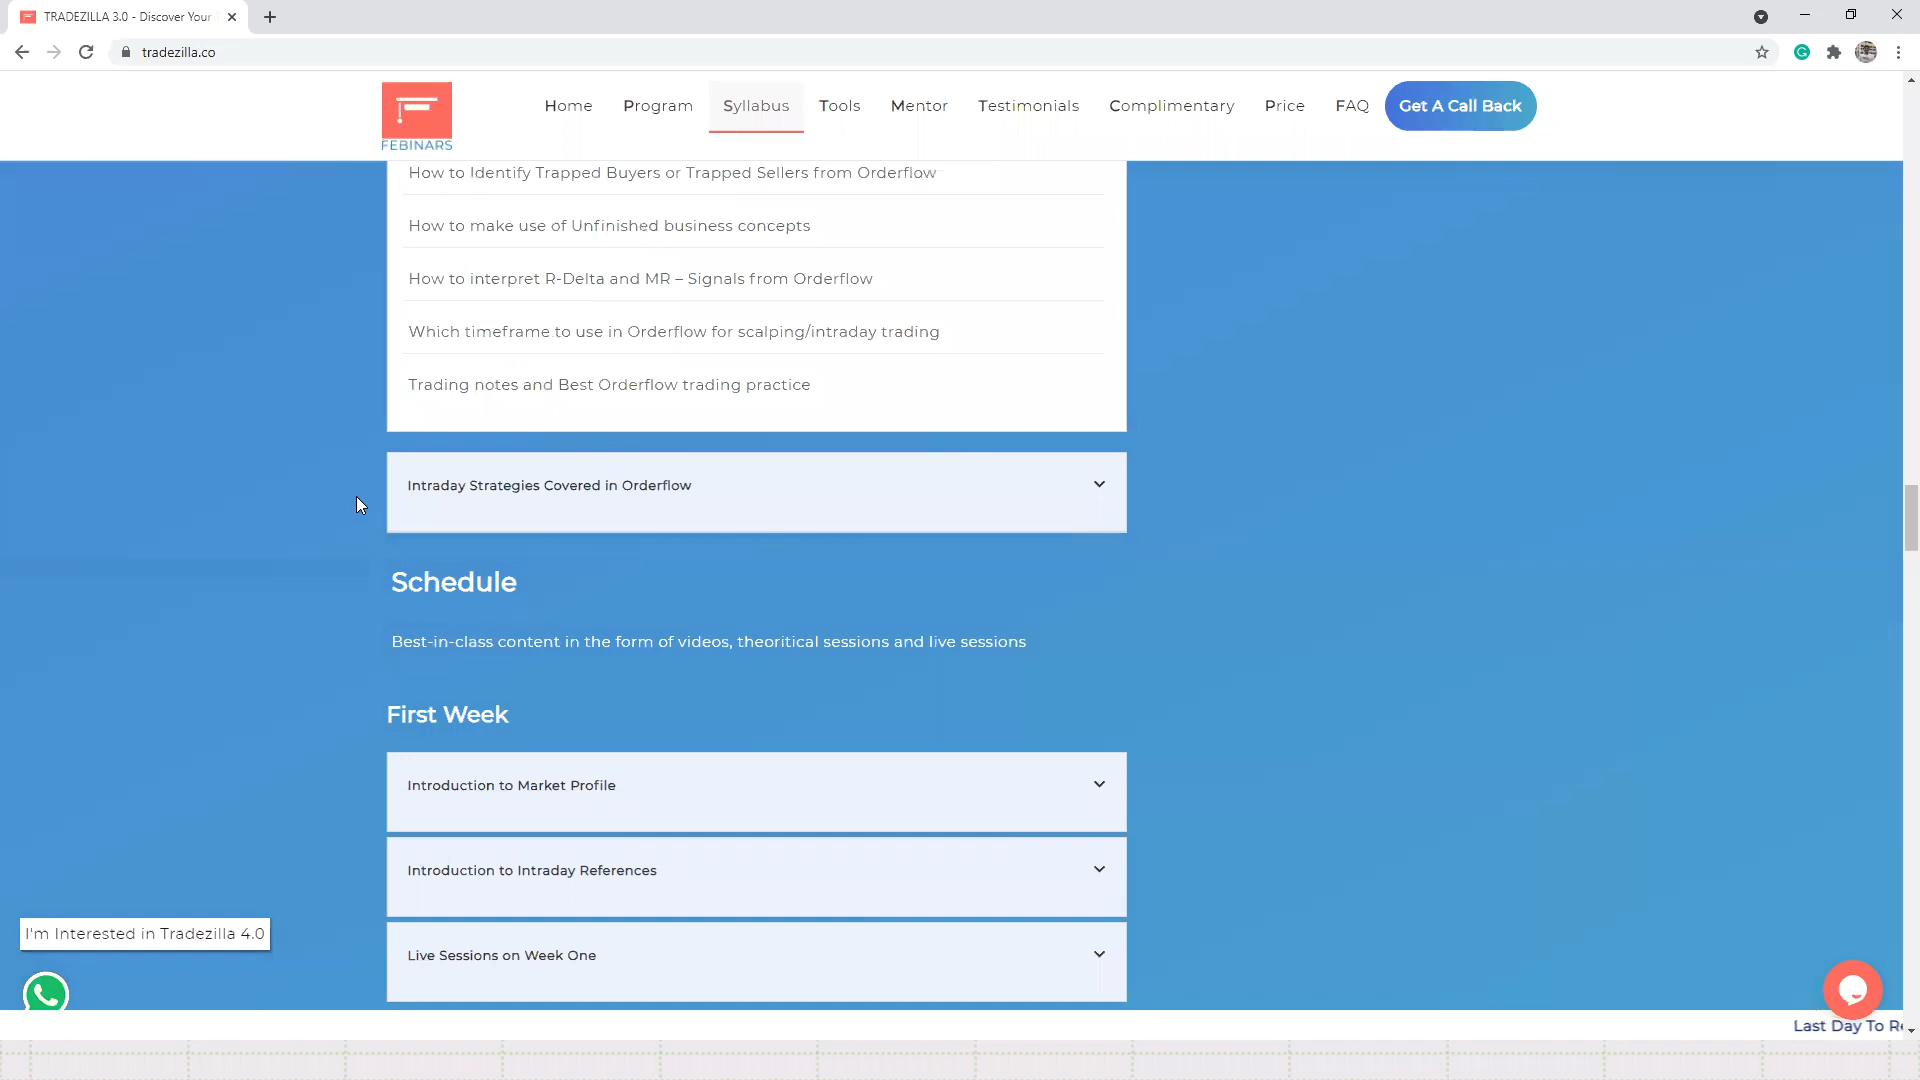 TRADEZILLA 3.0 - Discover Your
tradezilla.co
FEBINARS
Home
Program
Syllabus
Tools
Mentor
Testimonials
Complimentary
Price
FAQ
Get A Call Back
How to Identify Trapped Buyers or Trapped Sellers from Orderflow
How to make use of Unfinished business concepts
How to interpret R-Delta and MR – Signals from Orderflow
Which timeframe to use in Orderflow for scalping/intraday trading
Trading notes and Best Orderflow trading practice
Intraday Strategies Covered in Orderflow
Schedule
Best-in-class content in the form of videos, theoritical sessions and live sessions
First Week
Introduction to Market Profile
Introduction to Intraday References
Live Sessions on Week One
I'm Interested in Tradezilla 4.0
Last Day To Re